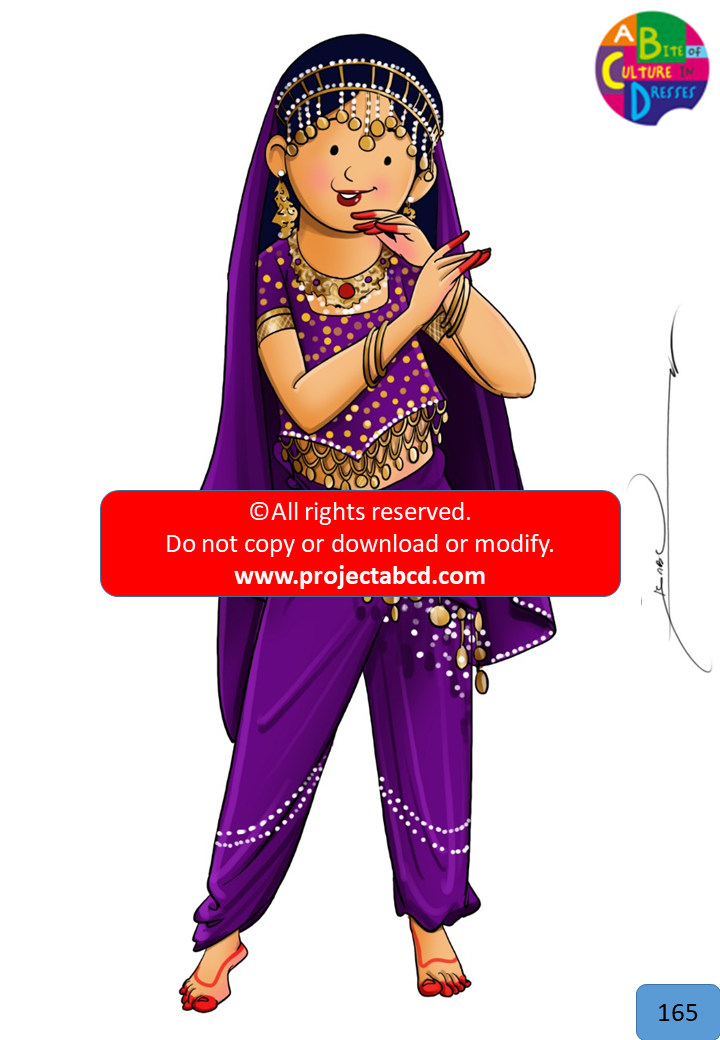 A BITE OF
CULTURE IN
DRESSES
©All rights reserved.
Do not copy or download or modify.
www.projectabcd.com
165